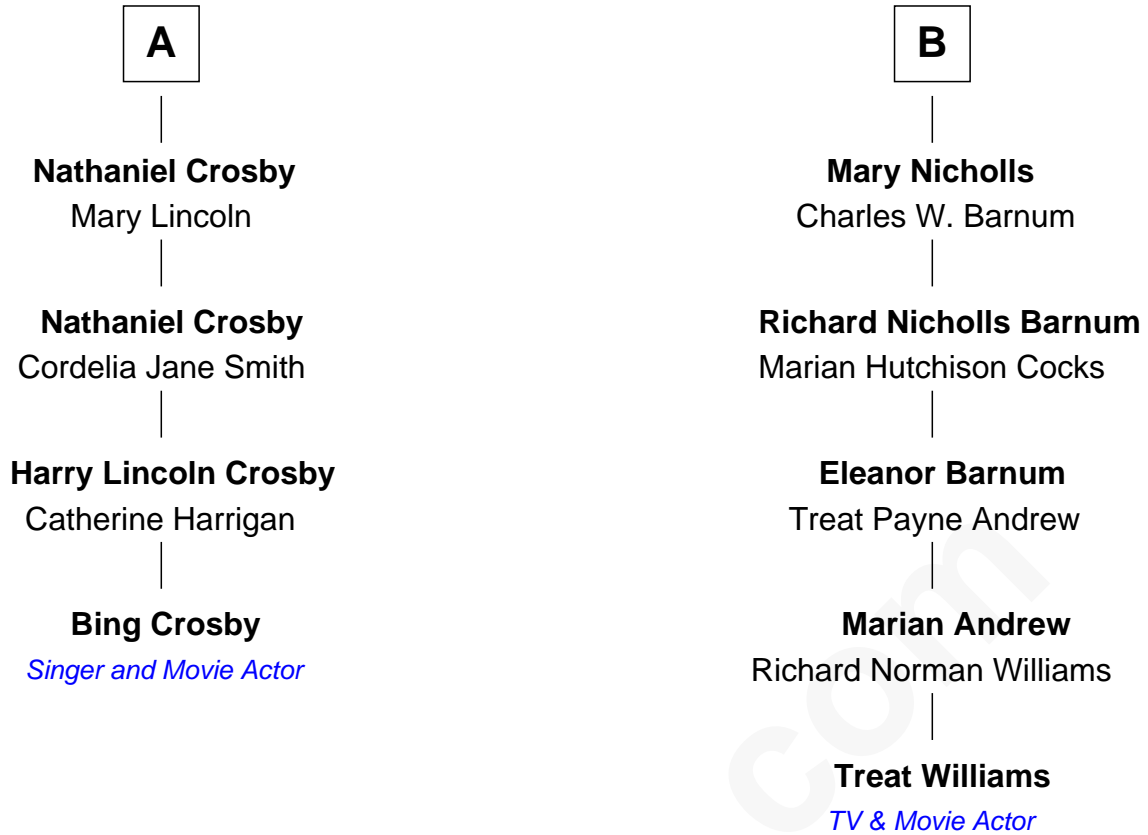 A
Nathaniel Crosby
Mary Lincoln
Nathaniel Crosby
Cordelia Jane Smith
Harry Lincoln Crosby
Catherine Harrigan
Bing Crosby
Singer and Movie Actor
B
Mary Nicholls
Charles W. Barnum
Richard Nicholls Barnum
Marian Hutchison Cocks
Eleanor Barnum
Treat Payne Andrew
Marian Andrew
Richard Norman Williams
Treat Williams
TV & Movie Actor
com